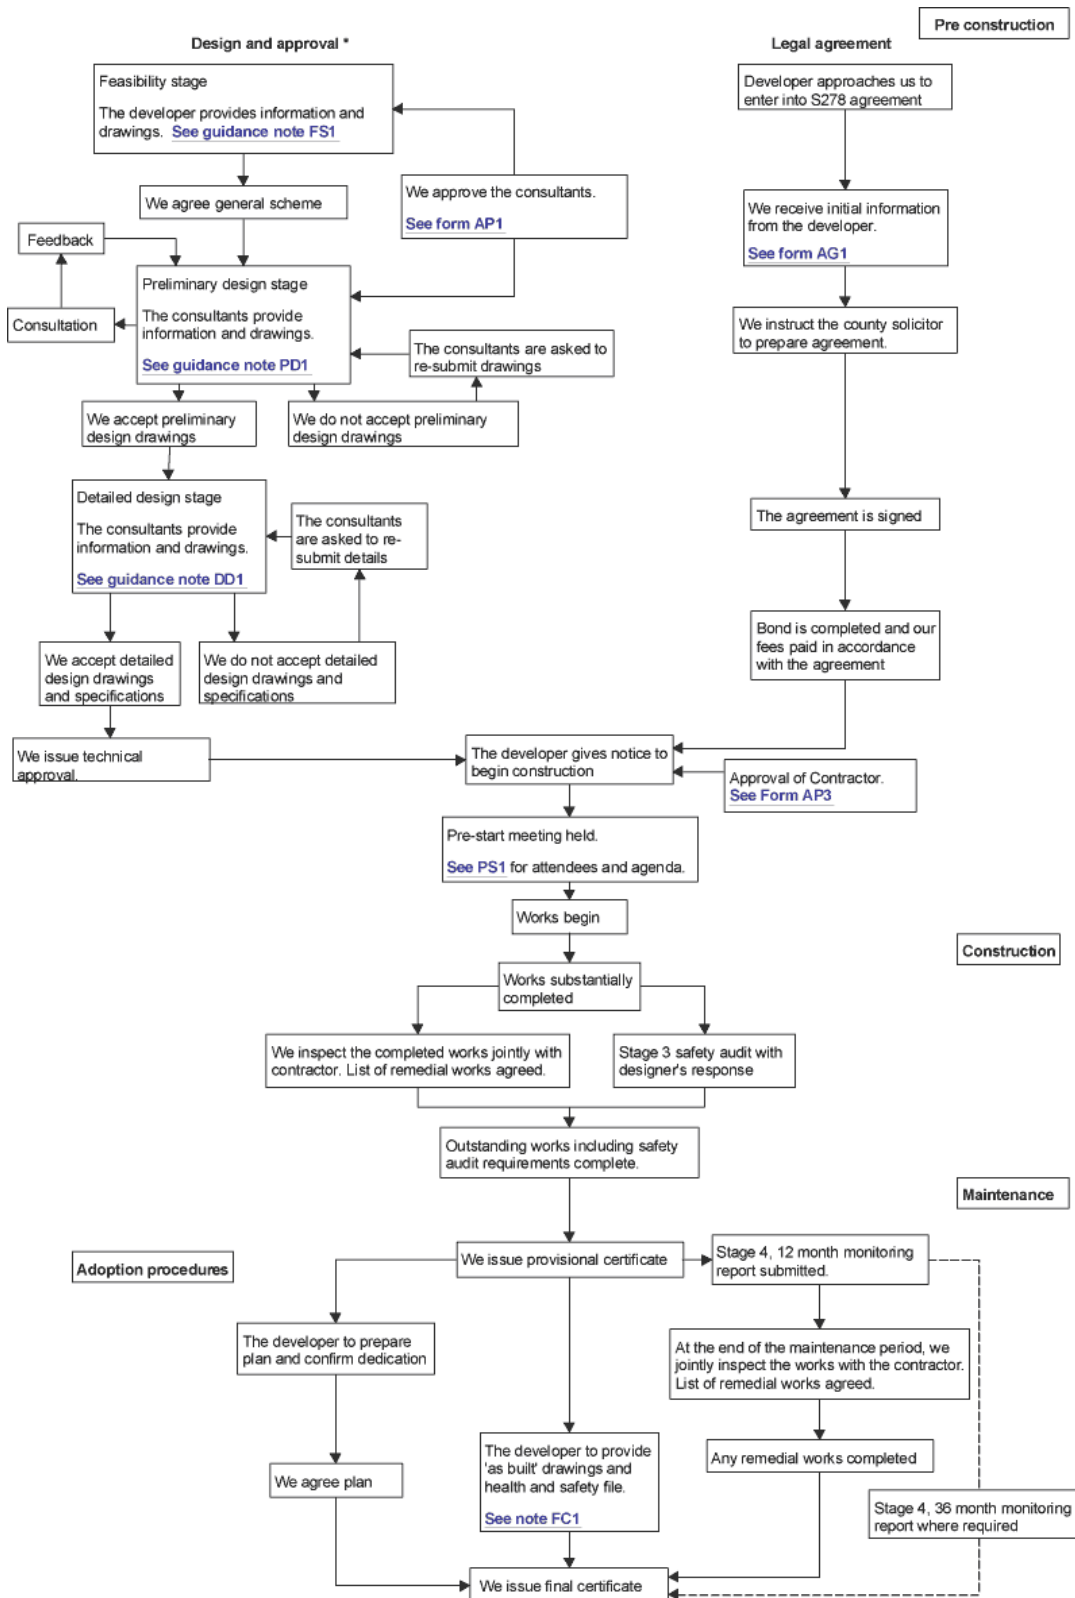 Pre construction
Design and approval *
Legal agreement
Feasibility stage
The developer provides information and
drawings. See guidance note FS1
Developer approaches us to
enter into S278 agreement
We agree general scheme
We approve the consultants.
See form AP1
We receive initial information
from the developer.
See form AG1
Feedback
Consultation
Preliminary design stage
The consultants provide
information and drawings.
See guidance note PD1
We instruct the county solicitor
to prepare agreement.
The consultants are asked to
re-submit drawings
We accept preliminary
design drawings
We do not accept preliminary
design drawings
Detailed design stage
The consultants provide
information and drawings.
See guidance note DD1
The consultants
are asked to re-
submit details
The agreement is signed
We accept detailed
design drawings
and specifications
We do not accept detailed
design drawings and
specifications
Bond is completed and our
fees paid in accordance
with the agreement
We issue technical
approval.
The developer gives notice to
begin construction
Approval of Contractor.
See Form AP3
Pre-start meeting held.
See PS1 for attendees and agenda.
Works begin
Construction
Works substantially
completed
We inspect the completed works jointly with
contractor. List of remedial works agreed.
Stage 3 safety audit with
designer's response
Outstanding works including safety
audit requirements complete.
Maintenance
Adoption procedures
We issue provisional certificate
Stage 4, 12 month monitoring
report submitted.
The developer to prepare
plan and confirm dedication
At the end of the maintenance period, we
jointly inspect the works with the contractor.
List of remedial works agreed.
We agree plan
The developer to provide
'as built' drawings and
health and safety file.
See note FC1
Any remedial works completed
Stage 4, 36 month monitoring
report where required
We issue final certificate